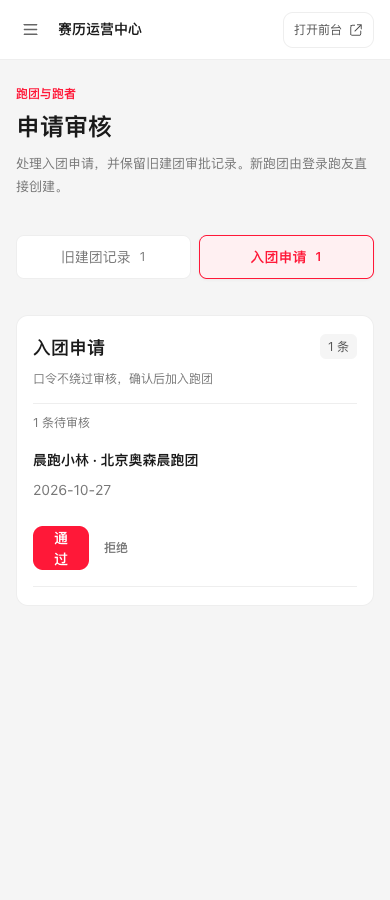 赛历运营中心
打开前台
跑团与跑者
申请审核
处理入团申请，并保留旧建团审批记录。新跑团由登录跑友直
接创建。
旧建团记录 1
入团申请 1
入团申请
1 条
口令不绕过审核，确认后加入跑团
1 条待审核
晨跑小林 · 北京奥森晨跑团
2026-10-27
通
过
拒绝